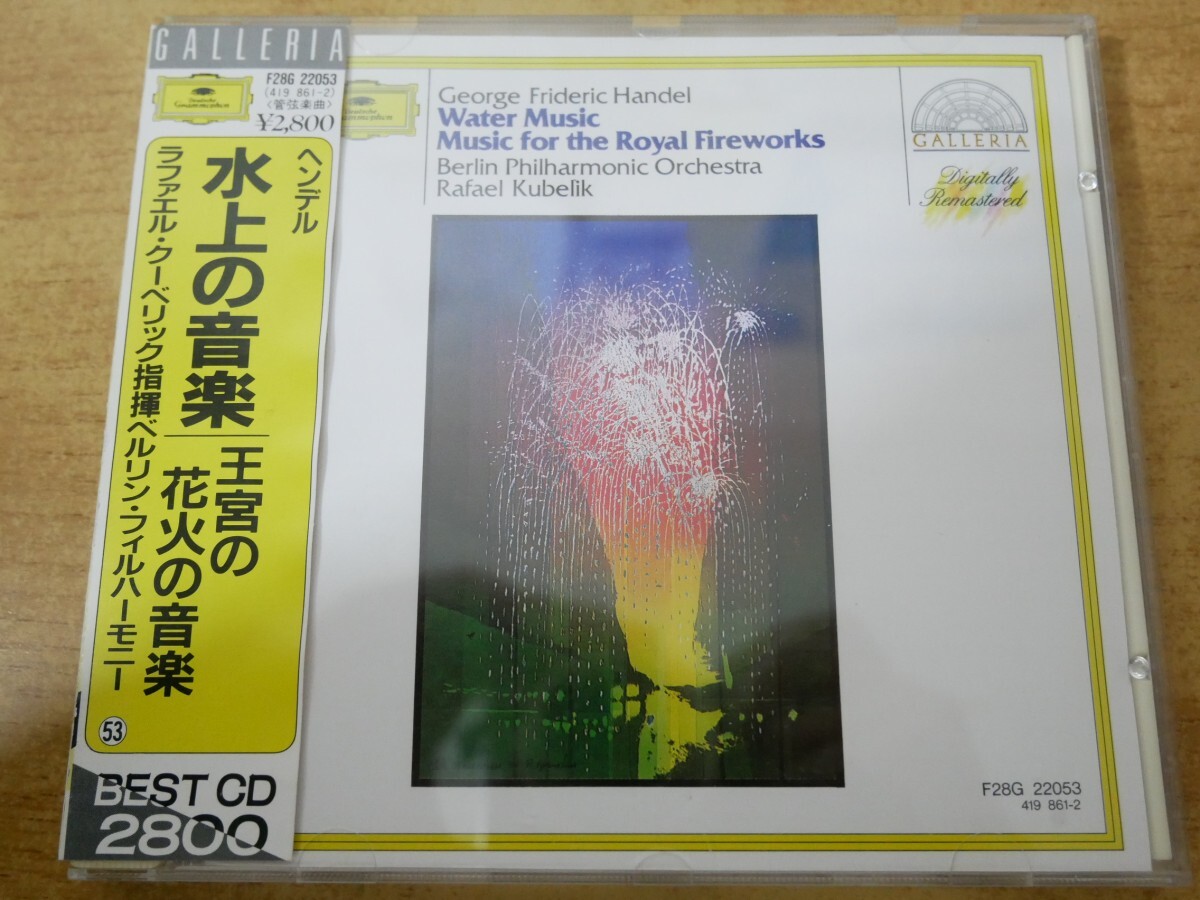 GALLERIA
Deutsche
Grammophon
F28G 22053
(419 861-2)
〈管弦楽曲〉
¥2,800
ヘンデル
水上の音楽
王宮の
花火の音楽
ラファエル・クーベリック指揮ベルリン・フィルハーモニー
53
BEST CD
2800
George Frideric Handel
Water Music
Music for the Royal Fireworks
Berlin Philharmonic Orchestra
Rafael Kubelik
GALLERIA
Digitally
Remastered
F28G 22053
419 861-2